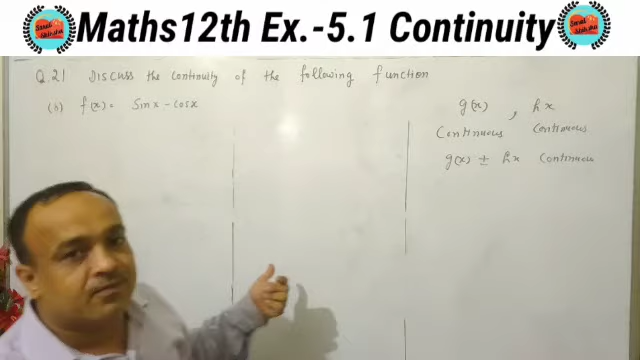 Maths12th Ex.-5.1 Continuity
Q.21 Discuss the continuity of the following function
(b) f(x) = Sinx - cosx
g(x) , hx
Continuous Continuous
g(x) ± hx Continuous